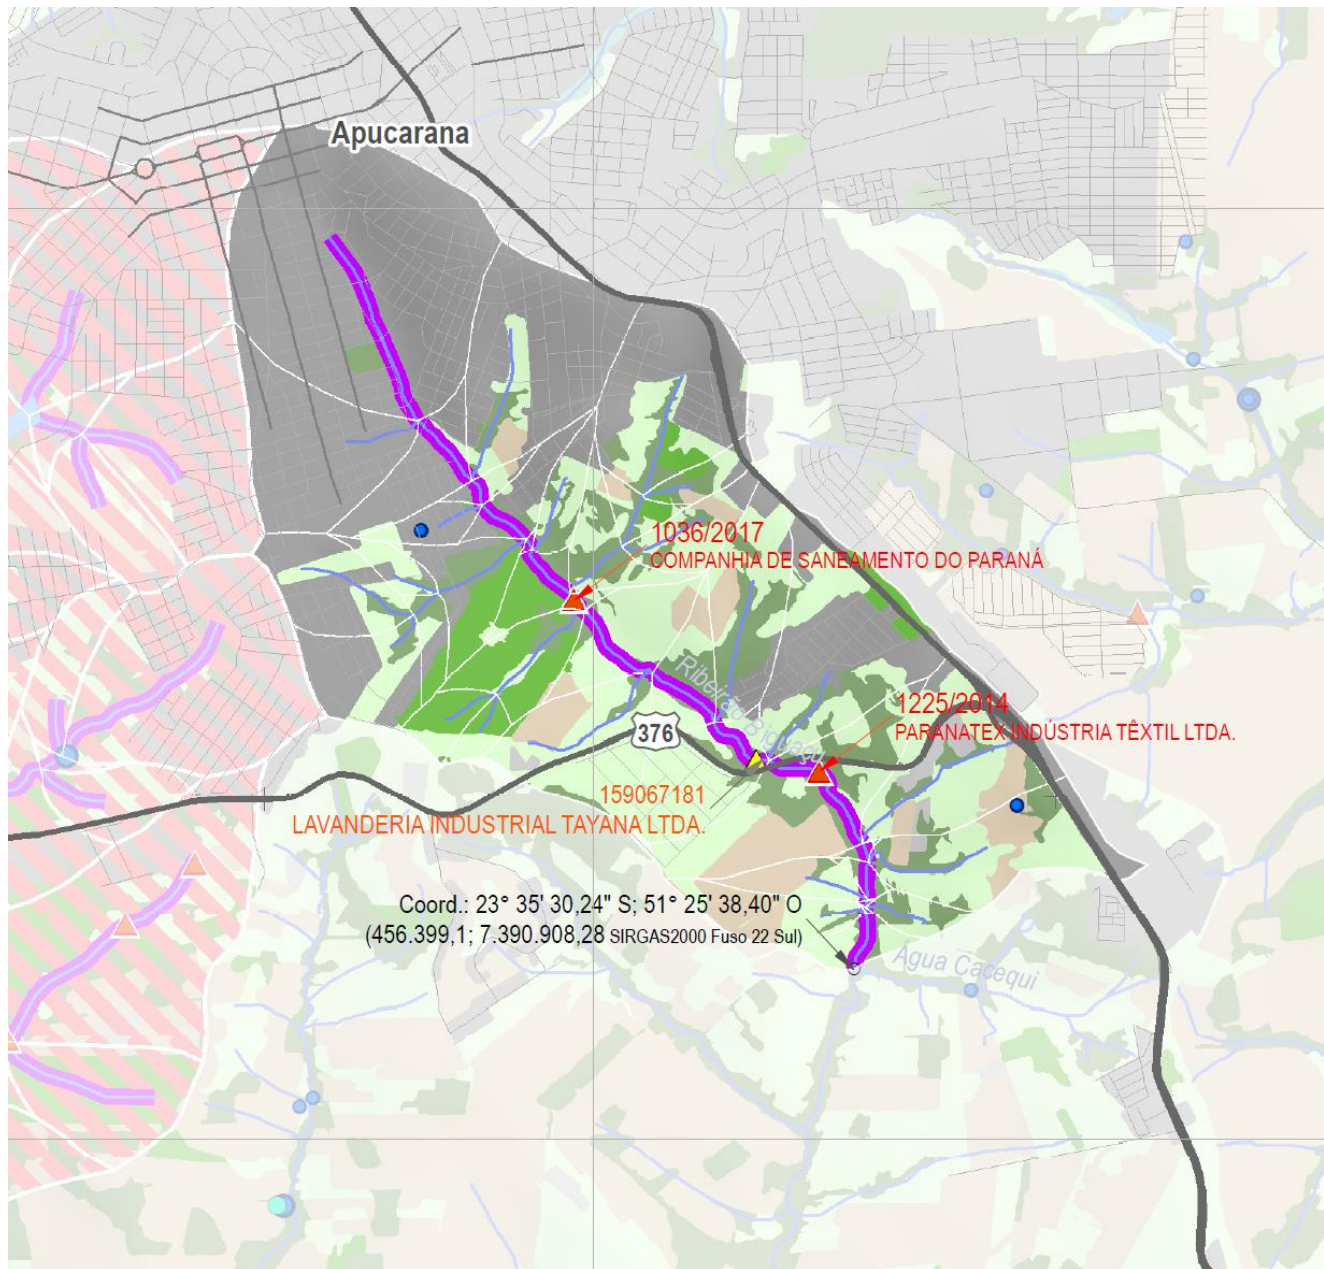 Apucarana
1036/2017
COMPANHIA DE SANEAMENTO DO PARANÁ
Ribeirão Biguaçu
1225/2014
PARANATEX INDÚSTRIA TÊXTIL LTDA.
376
159067181
LAVANDERIA INDUSTRIAL TAYANA LTDA.
Coord.: 23° 35' 30,24" S; 51° 25' 38,40" O
(456.399,1; 7.390.908,28 SIRGAS2000 Fuso 22 Sul)
Água Cacequi